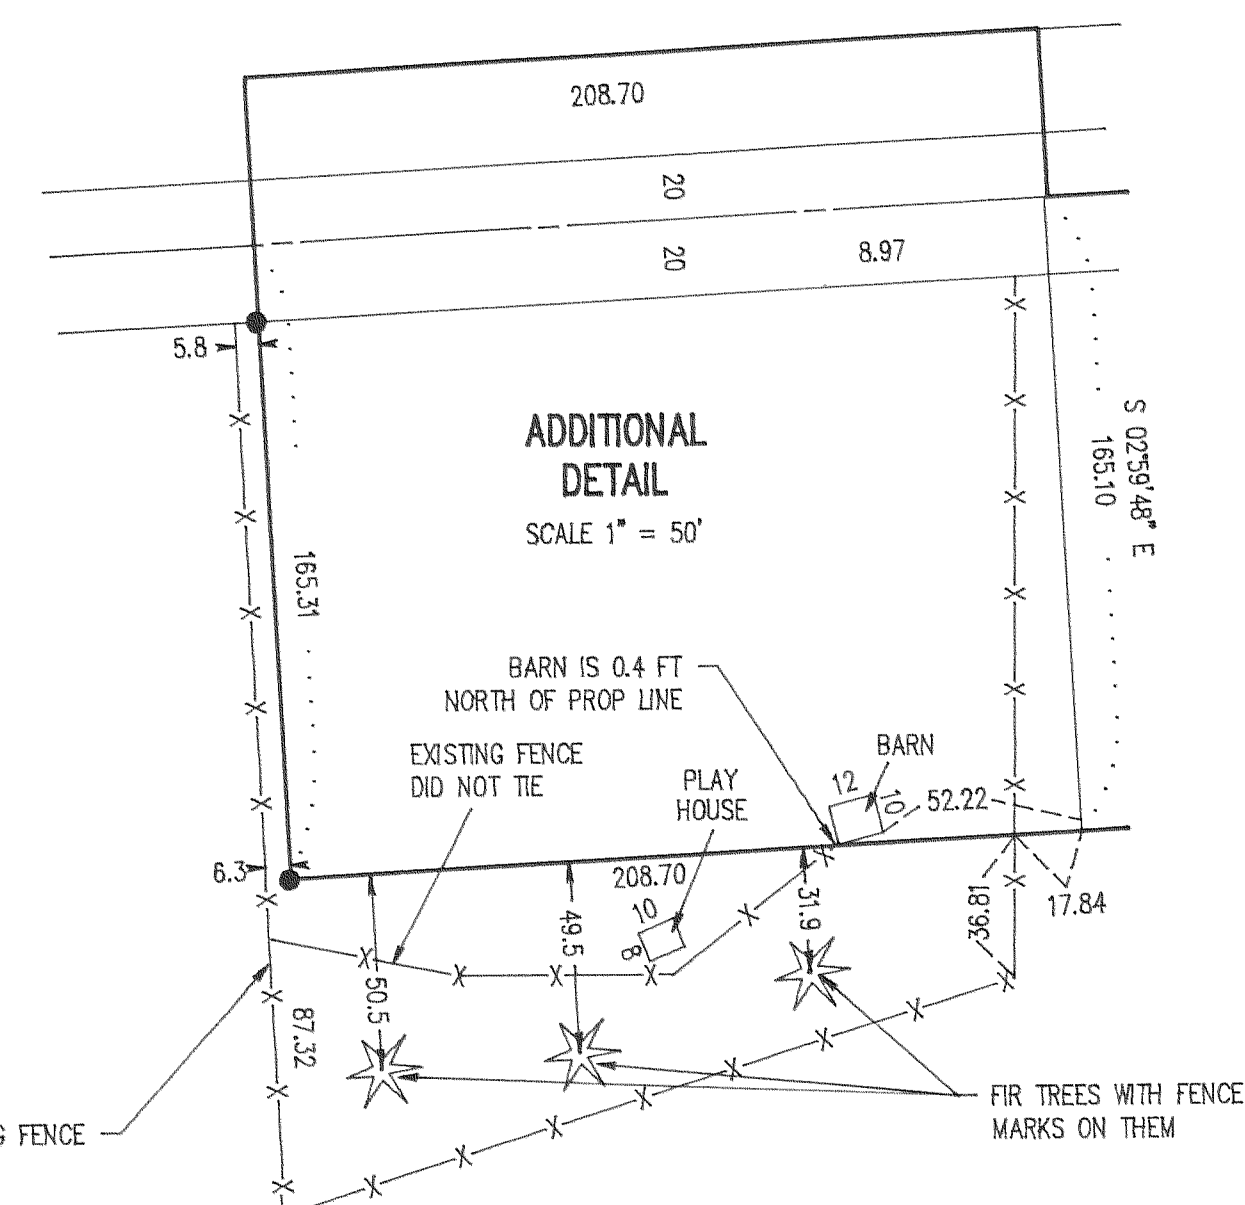 208.70
20
20
8.97
5.8
ADDITIONAL
DETAIL
SCALE 1" = 50'
S 02°59'48" E
165.10
165.31
BARN IS 0.4 FT
NORTH OF PROP LINE
EXISTING FENCE
DID NOT TIE
PLAY
HOUSE
BARN
12
10
52.22
6.3
208.70
10
8
31.9
36.81
17.84
49.5
50.5
87.32
FENCE
FIR TREES WITH FENCE
MARKS ON THEM